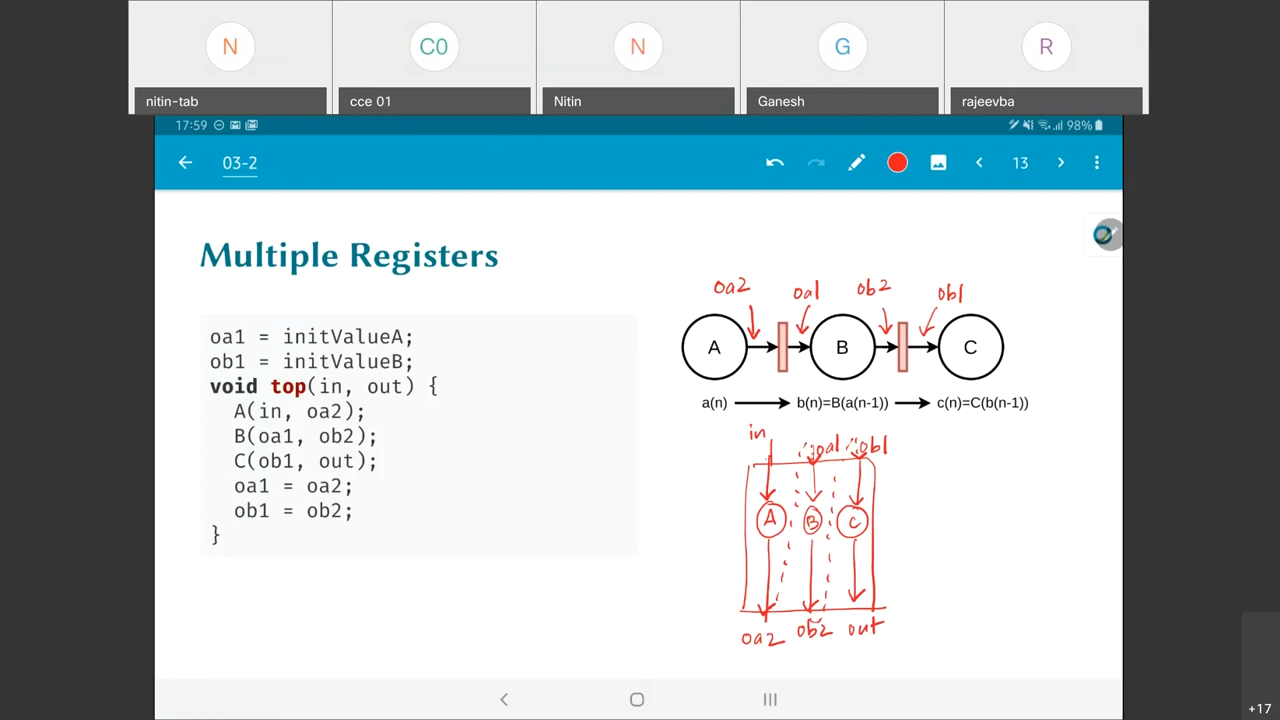 N C0 N G R
nitin-tab cce 01 Nitin Ganesh rajeevba
17:59 98%
03-2 13
Multiple Registers
oa1 = initValueA;
ob1 = initValueB;
void top(in, out) {
A(in, oa2);
B(oa1, ob2);
C(ob1, out);
oa1 = oa2;
ob1 = ob2;
}
oa2 oa1 ob2 ob1
A B C
a(n) b(n)=B(a(n-1)) c(n)=C(b(n-1))
in oa1 ob1
A B C
oa2 ob2 out
+17